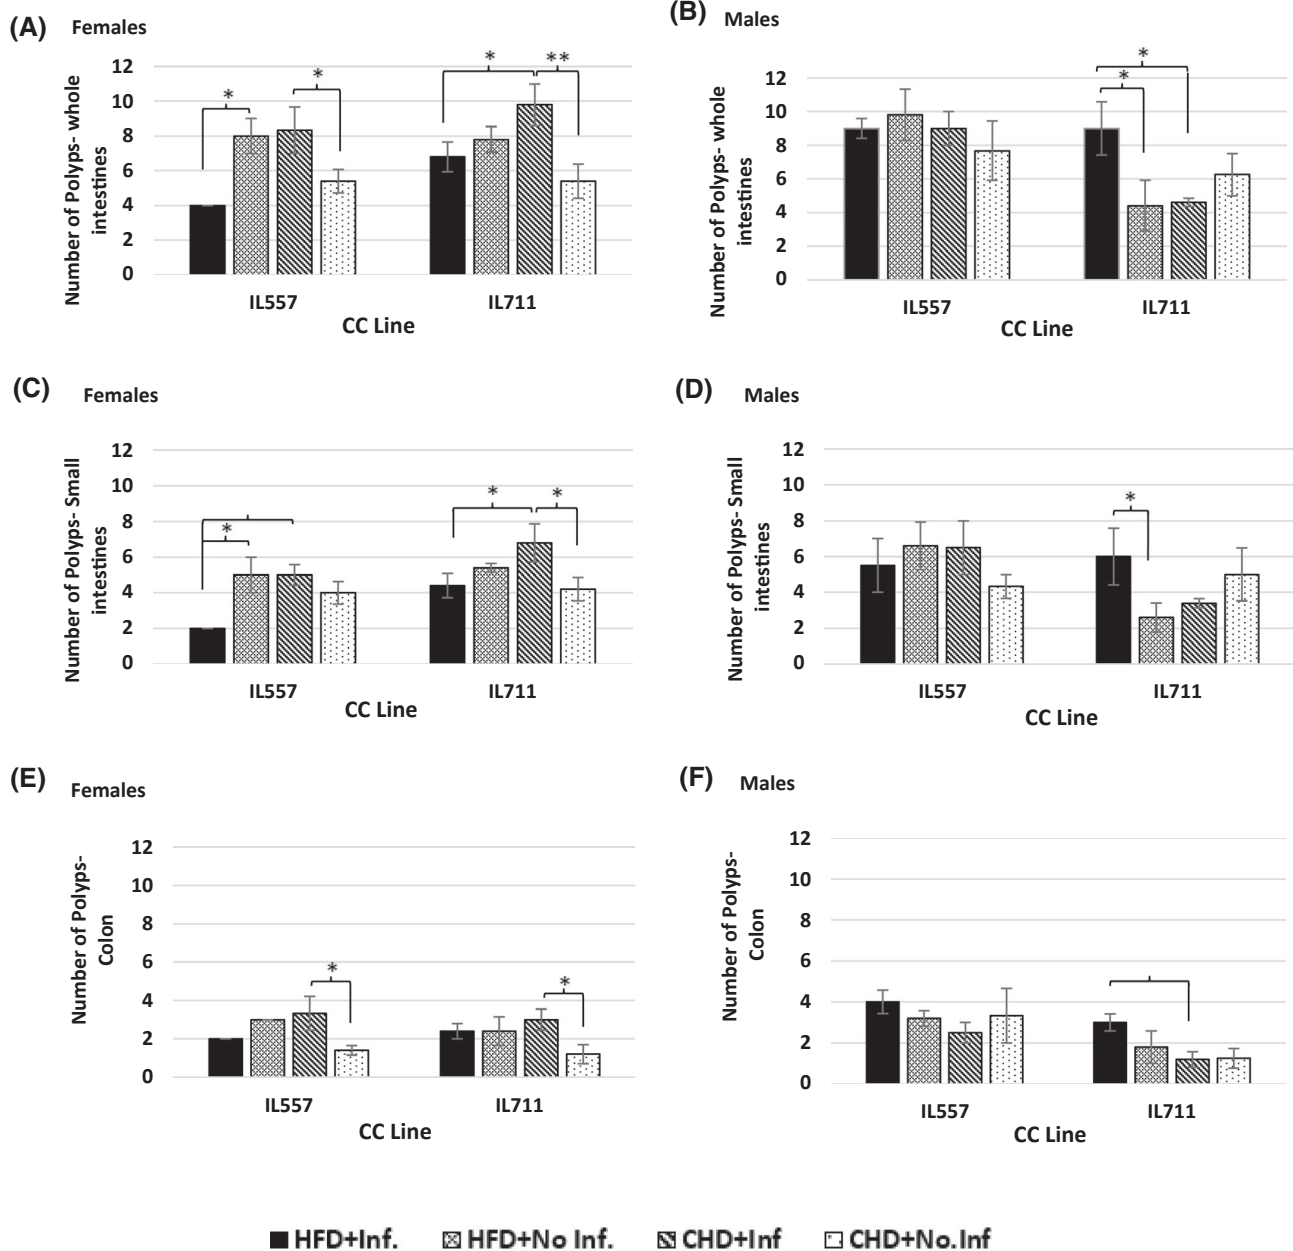 (A) Females
Number of Polyps- whole
intestines
12
10
8
6
4
2
0
*
*
*
**
IL557
IL711
CC Line
(B) Males
Number of Polyps- whole
intestines
12
10
8
6
4
2
0
*
*
IL557
IL711
CC Line
(C) Females
Number of Polyps- Small
intestines
12
10
8
6
4
2
0
*
*
*
IL557
IL711
CC Line
(D) Males
Number of Polyps- Small
intestines
12
10
8
6
4
2
0
*
IL557
IL711
CC Line
(E) Females
Number of Polyps-
Colon
12
10
8
6
4
2
0
*
*
IL557
IL711
CC Line
(F) Males
Number of Polyps-
Colon
12
10
8
6
4
2
0
IL557
IL711
CC Line
HFD+Inf. HFD+No Inf. CHD+Inf CHD+No.Inf